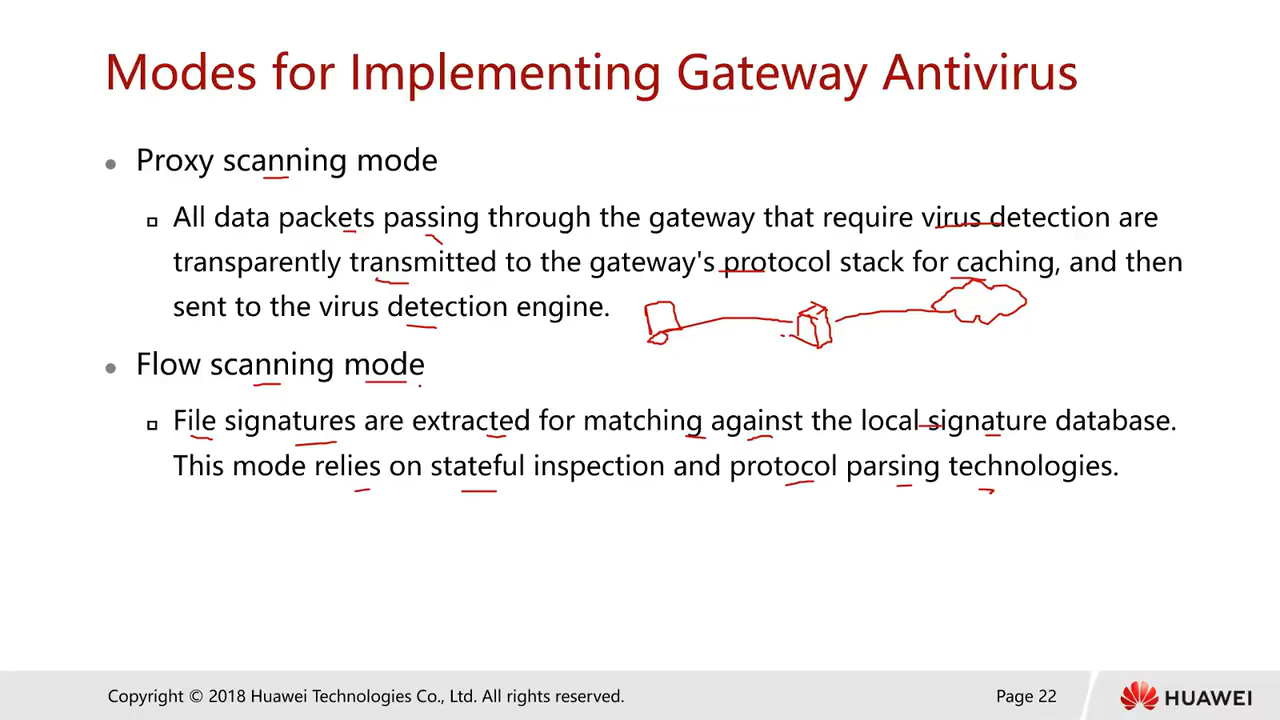 Modes for Implementing Gateway Antivirus
Proxy scanning mode
All data packets passing through the gateway that require virus detection are
transparently transmitted to the gateway's protocol stack for caching, and then
sent to the virus detection engine.
Flow scanning mode
File signatures are extracted for matching against the local signature database.
This mode relies on stateful inspection and protocol parsing technologies.
Copyright © 2018 Huawei Technologies Co., Ltd. All rights reserved.
Page 22
HUAWEI